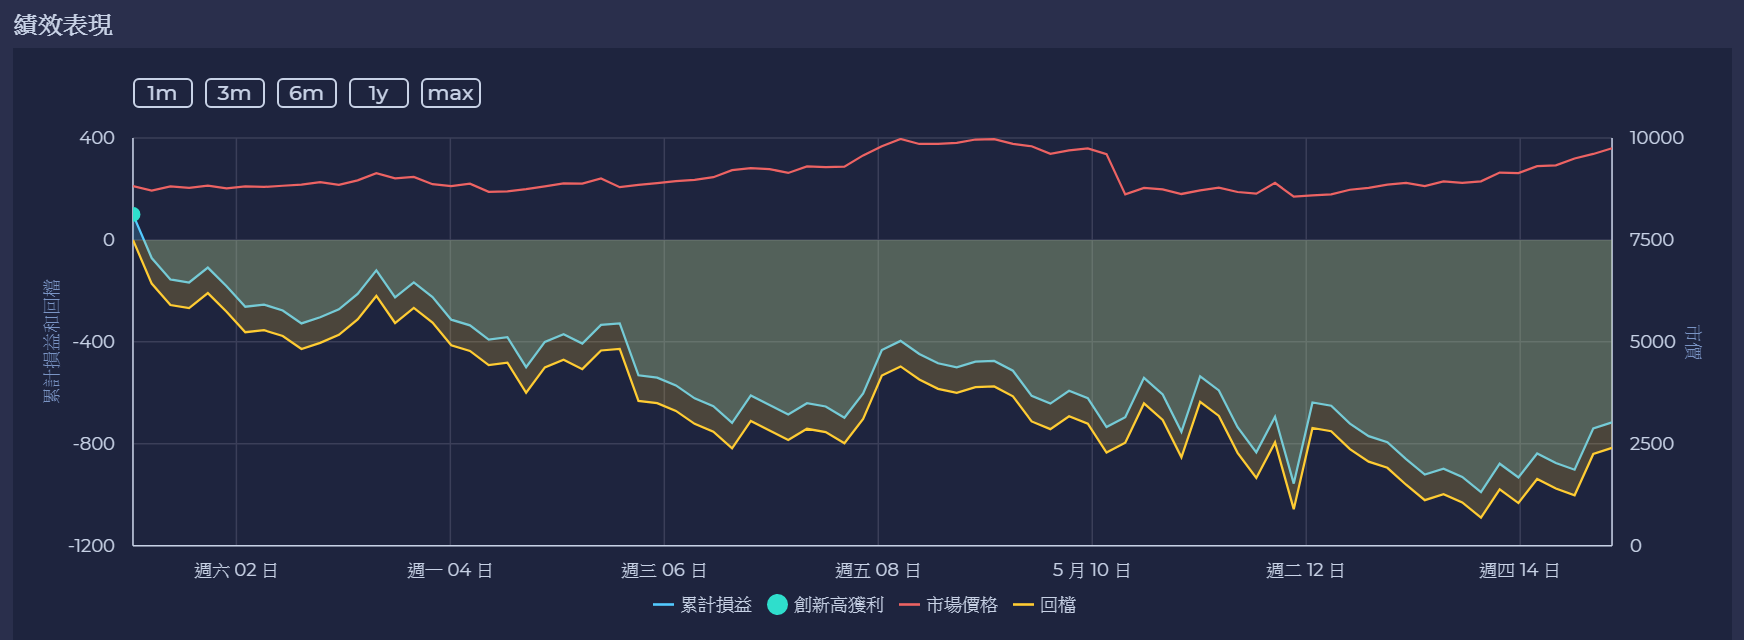 績效表現
1m 3m 6m 1y max
400 10000
0 7500
-400 5000
-800 2500
-1200 0
累計損益和回檔
市價
週六 02 日 週一 04 日 週三 06 日 週五 08 日 5 月 10 日 週二 12 日 週四 14 日
累計損益 創新高獲利 市場價格 回檔